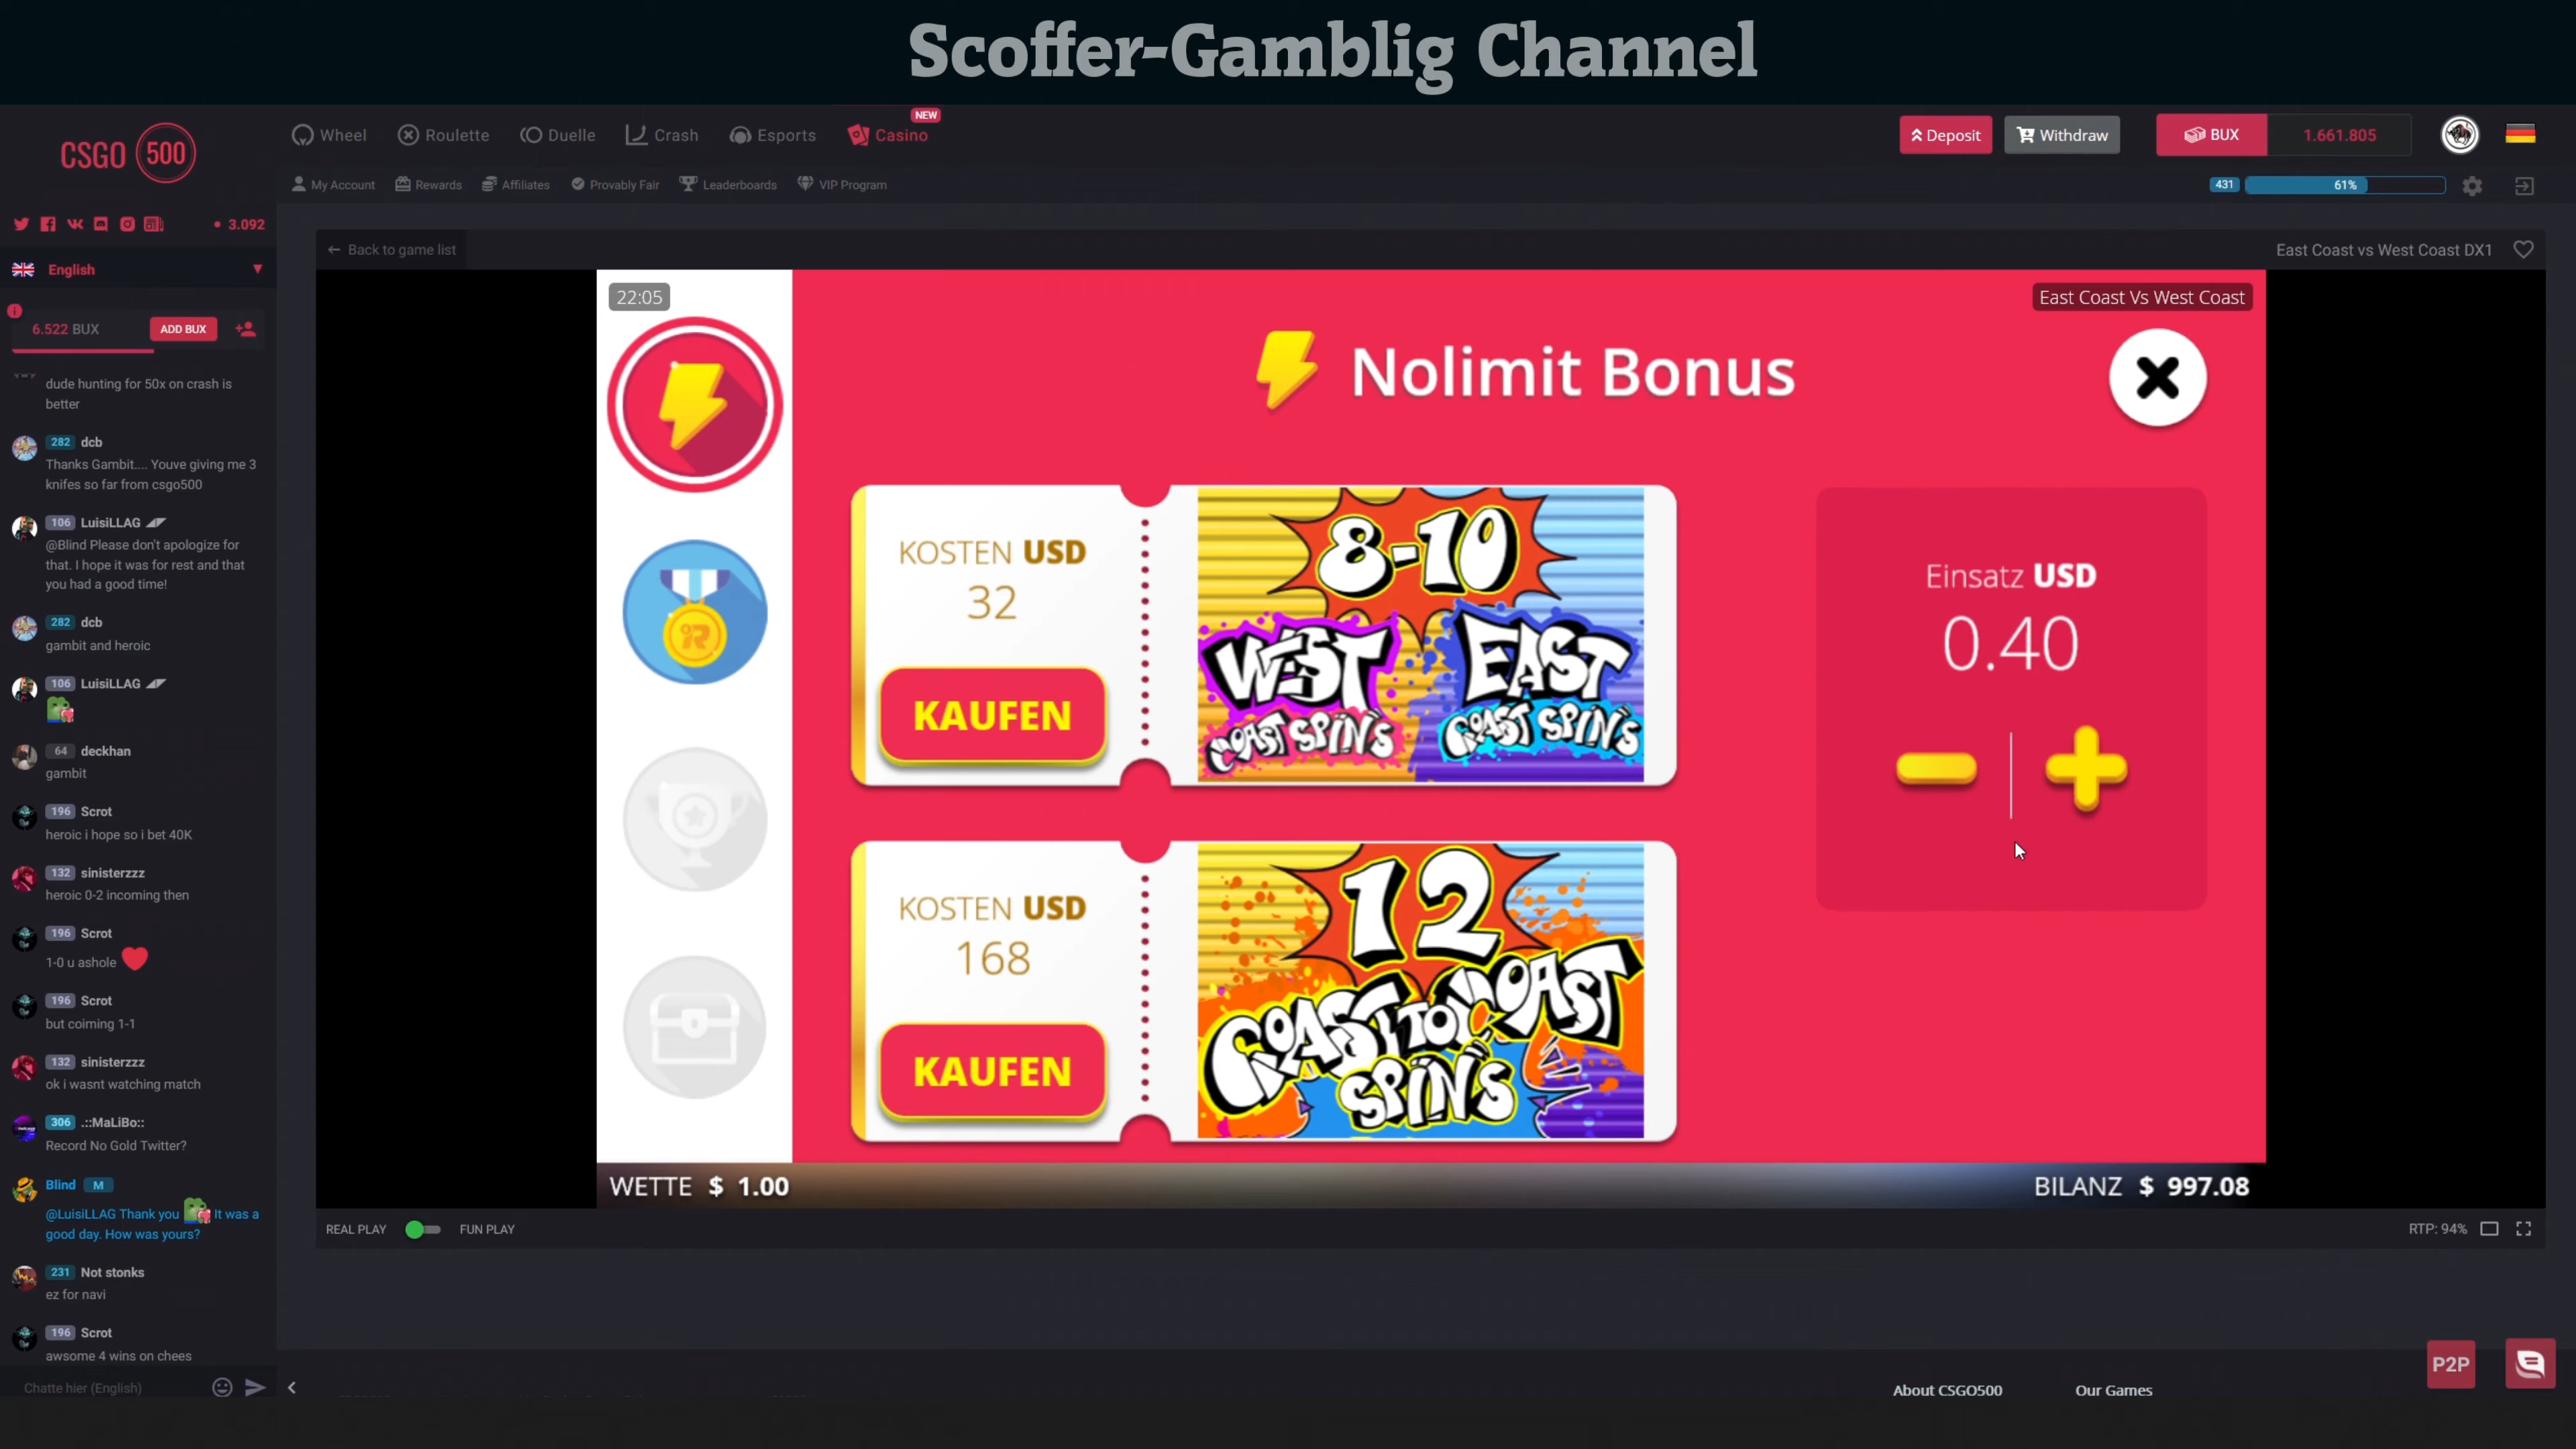 Scoffer-Gamblig Channel
CSGO 500
Wheel Roulette Duelle Crash Esports Casino NEW
Deposit Withdraw BUX 1.661.805
My Account Rewards Affiliates Provably Fair Leaderboards VIP Program
431 61%
3.092
English
6.522 BUX ADD BUX
dude hunting for 50x on crash is
better
282 dcb
Thanks Gambit.... Youve giving me 3
knifes so far from csgo500
106 LuisiLLAG
@Blind Please don't apologize for
that. I hope it was for rest and that
you had a good time!
282 dcb
gambit and heroic
106 LuisiLLAG
64 deckhan
gambit
196 Scrot
heroic i hope so i bet 40K
132 sinisterzzz
heroic 0-2 incoming then
196 Scrot
1-0 u ashole
196 Scrot
but coiming 1-1
132 sinisterzzz
ok i wasnt watching match
306 .::MaLiBo::
Record No Gold Twitter?
Blind M
@LuisiLLAG Thank you It was a
good day. How was yours?
231 Not stonks
ez for navi
196 Scrot
awsome 4 wins on chees
Chatte hier (English)
Back to game list
East Coast vs West Coast DX1
22:05
East Coast Vs West Coast
Nolimit Bonus
KOSTEN USD
32
KAUFEN
8-10
WEST EAST
COAST SPINS COAST SPINS
Einsatz USD
0.40
KOSTEN USD
168
KAUFEN
12
COAST TO COAST
SPINS
WETTE $ 1.00
BILANZ $ 997.08
REAL PLAY FUN PLAY
RTP: 94%
P2P
About CSGO500 Our Games